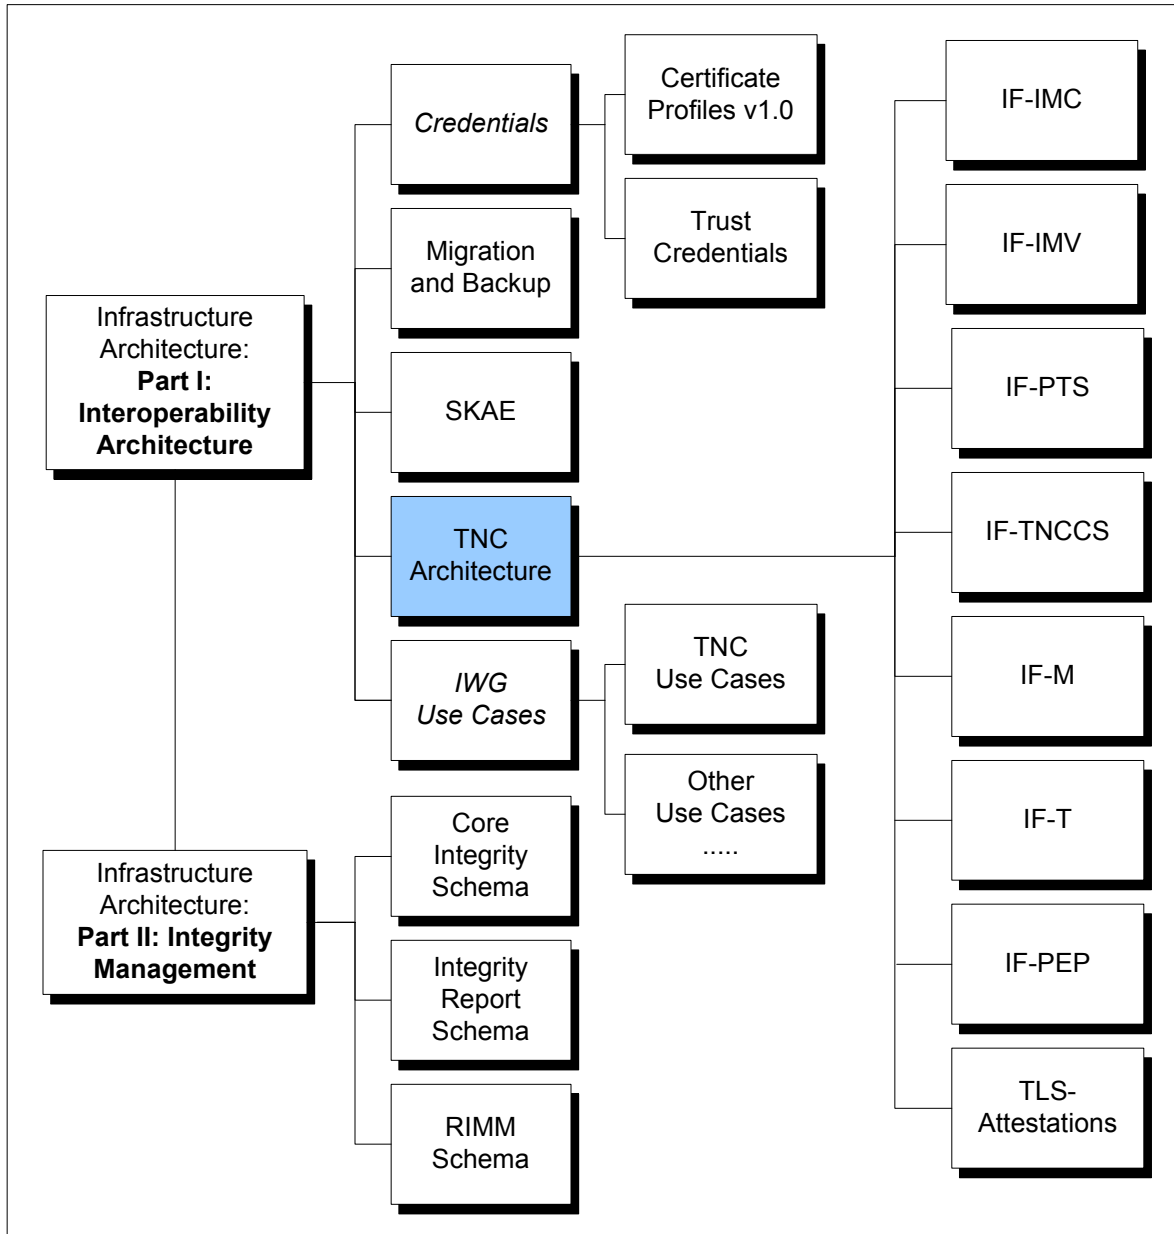 Infrastructure
Architecture:
Part I:
Interoperability
Architecture
Credentials
Certificate
Profiles v1.0
Trust
Credentials
Migration
and Backup
SKAE
TNC
Architecture
IF-IMC
IF-IMV
IF-PTS
IF-TNCCS
IF-M
IF-T
IF-PEP
TLS-
Attestations
IWG
Use Cases
TNC
Use Cases
Other
Use Cases
.....
Infrastructure
Architecture:
Part II: Integrity
Management
Core
Integrity
Schema
Integrity
Report
Schema
RIMM
Schema